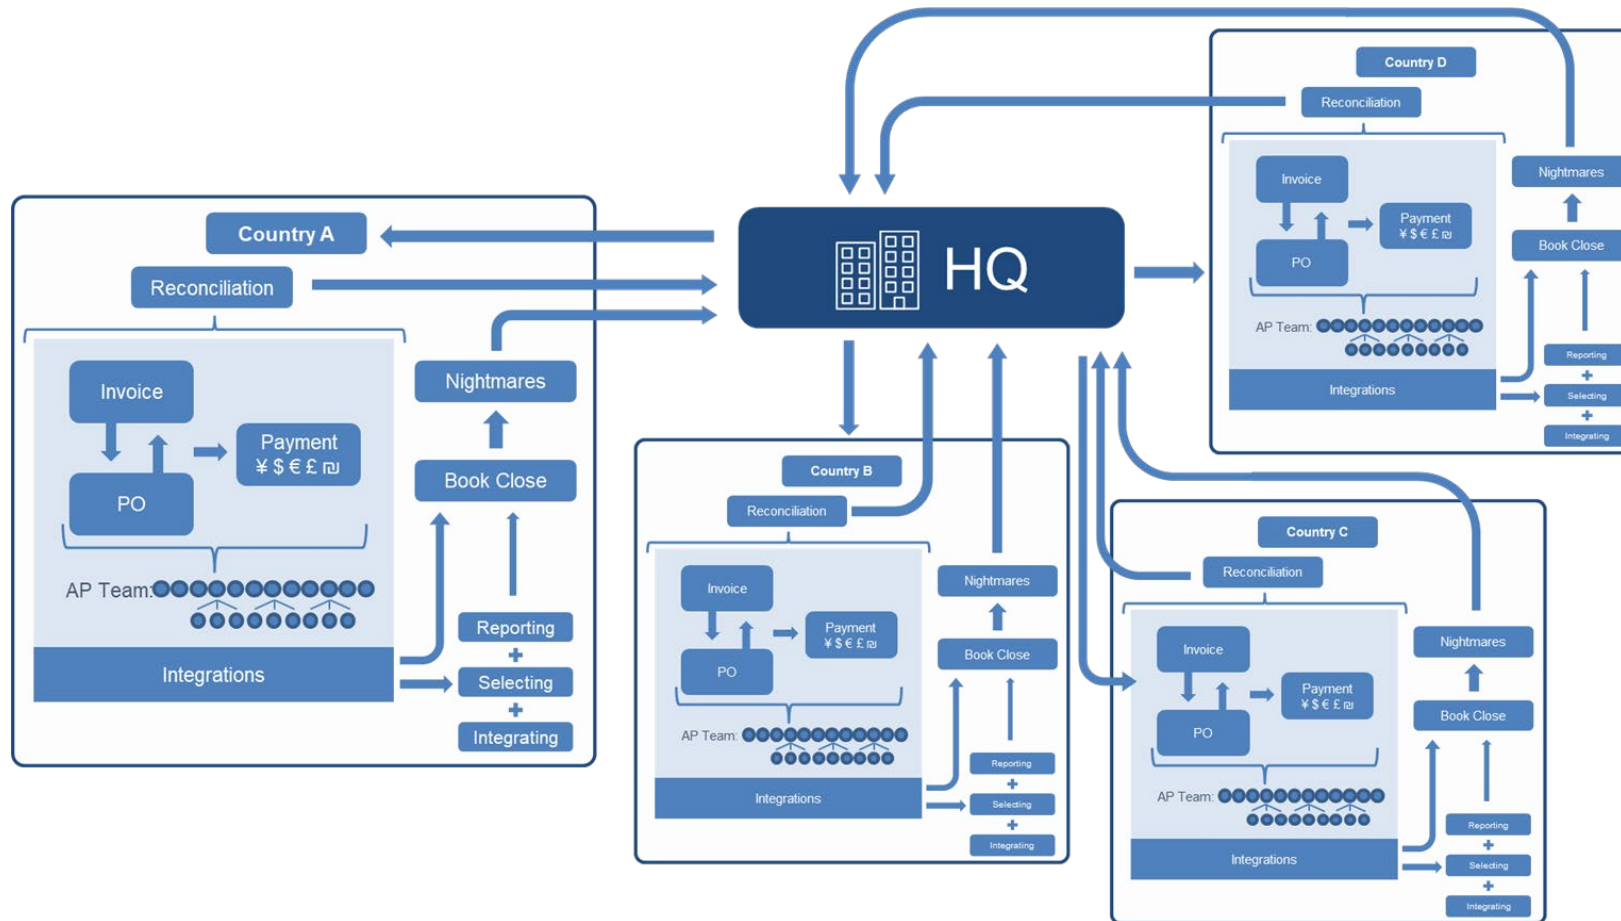 Country D
Reconciliation
Invoice
Nightmares
Payment
¥ $ € £ ₪
PO
Book Close
AP Team:
Reporting
+
Integrations
Selecting
+
Integrating
HQ
Country A
Reconciliation
Invoice
Nightmares
Payment
¥ $ € £ ₪
PO
Book Close
AP Team:
Reporting
+
Integrations
Selecting
+
Integrating
Country B
Reconciliation
Invoice
Nightmares
Payment
¥ $ € £ ₪
PO
Book Close
AP Team:
Reporting
+
Integrations
Selecting
+
Integrating
Country C
Reconciliation
Invoice
Nightmares
Payment
¥ $ € £ ₪
PO
Book Close
AP Team:
Reporting
+
Integrations
Selecting
+
Integrating